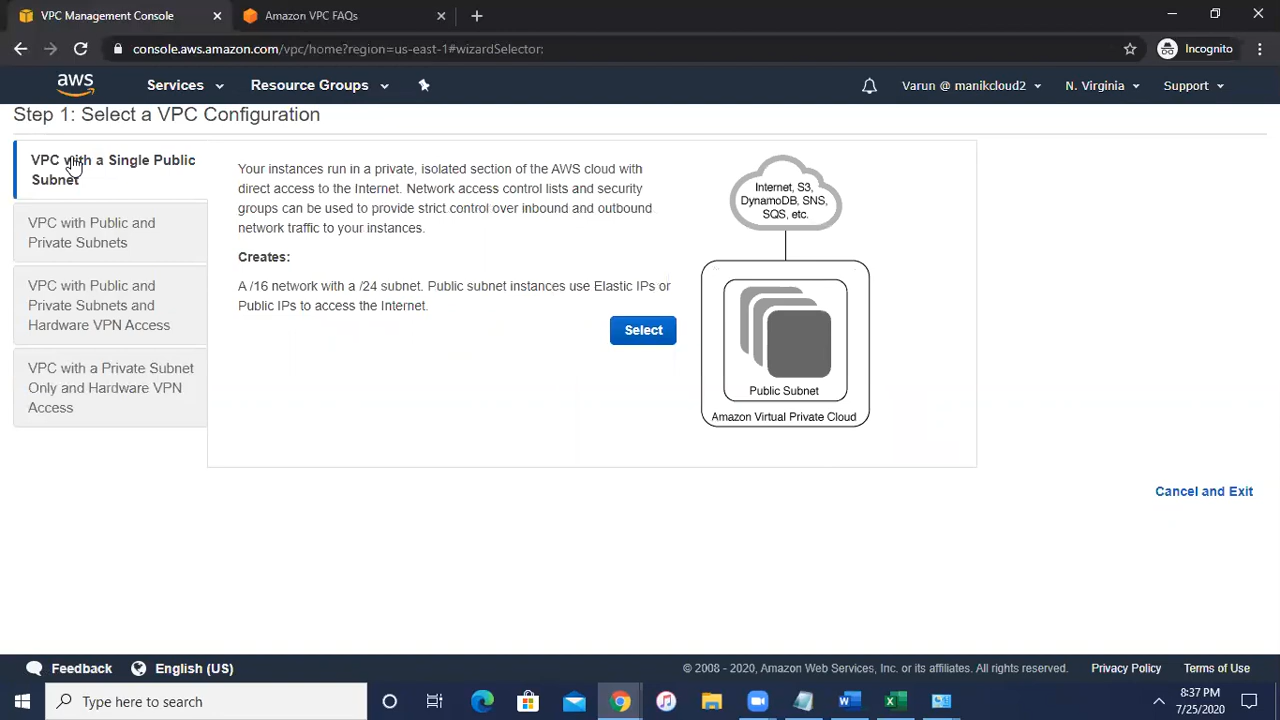 VPC Management Console
Amazon VPC FAQs
console.aws.amazon.com/vpc/home?region=us-east-1#wizardSelector:
Incognito
aws
Services
Resource Groups
Varun @ manikcloud2
N. Virginia
Support
Step 1: Select a VPC Configuration
VPC with a Single Public
Subnet
VPC with Public and
Private Subnets
VPC with Public and
Private Subnets and
Hardware VPN Access
VPC with a Private Subnet
Only and Hardware VPN
Access
Your instances run in a private, isolated section of the AWS cloud with
direct access to the Internet. Network access control lists and security
groups can be used to provide strict control over inbound and outbound
network traffic to your instances.
Creates:
A /16 network with a /24 subnet. Public subnet instances use Elastic IPs or
Public IPs to access the Internet.
Select
Internet, S3,
DynamoDB, SNS,
SQS, etc.
Public Subnet
Amazon Virtual Private Cloud
Cancel and Exit
Feedback
English (US)
© 2008 - 2020, Amazon Web Services, Inc. or its affiliates. All rights reserved.
Privacy Policy
Terms of Use
Type here to search
8:37 PM
7/25/2020